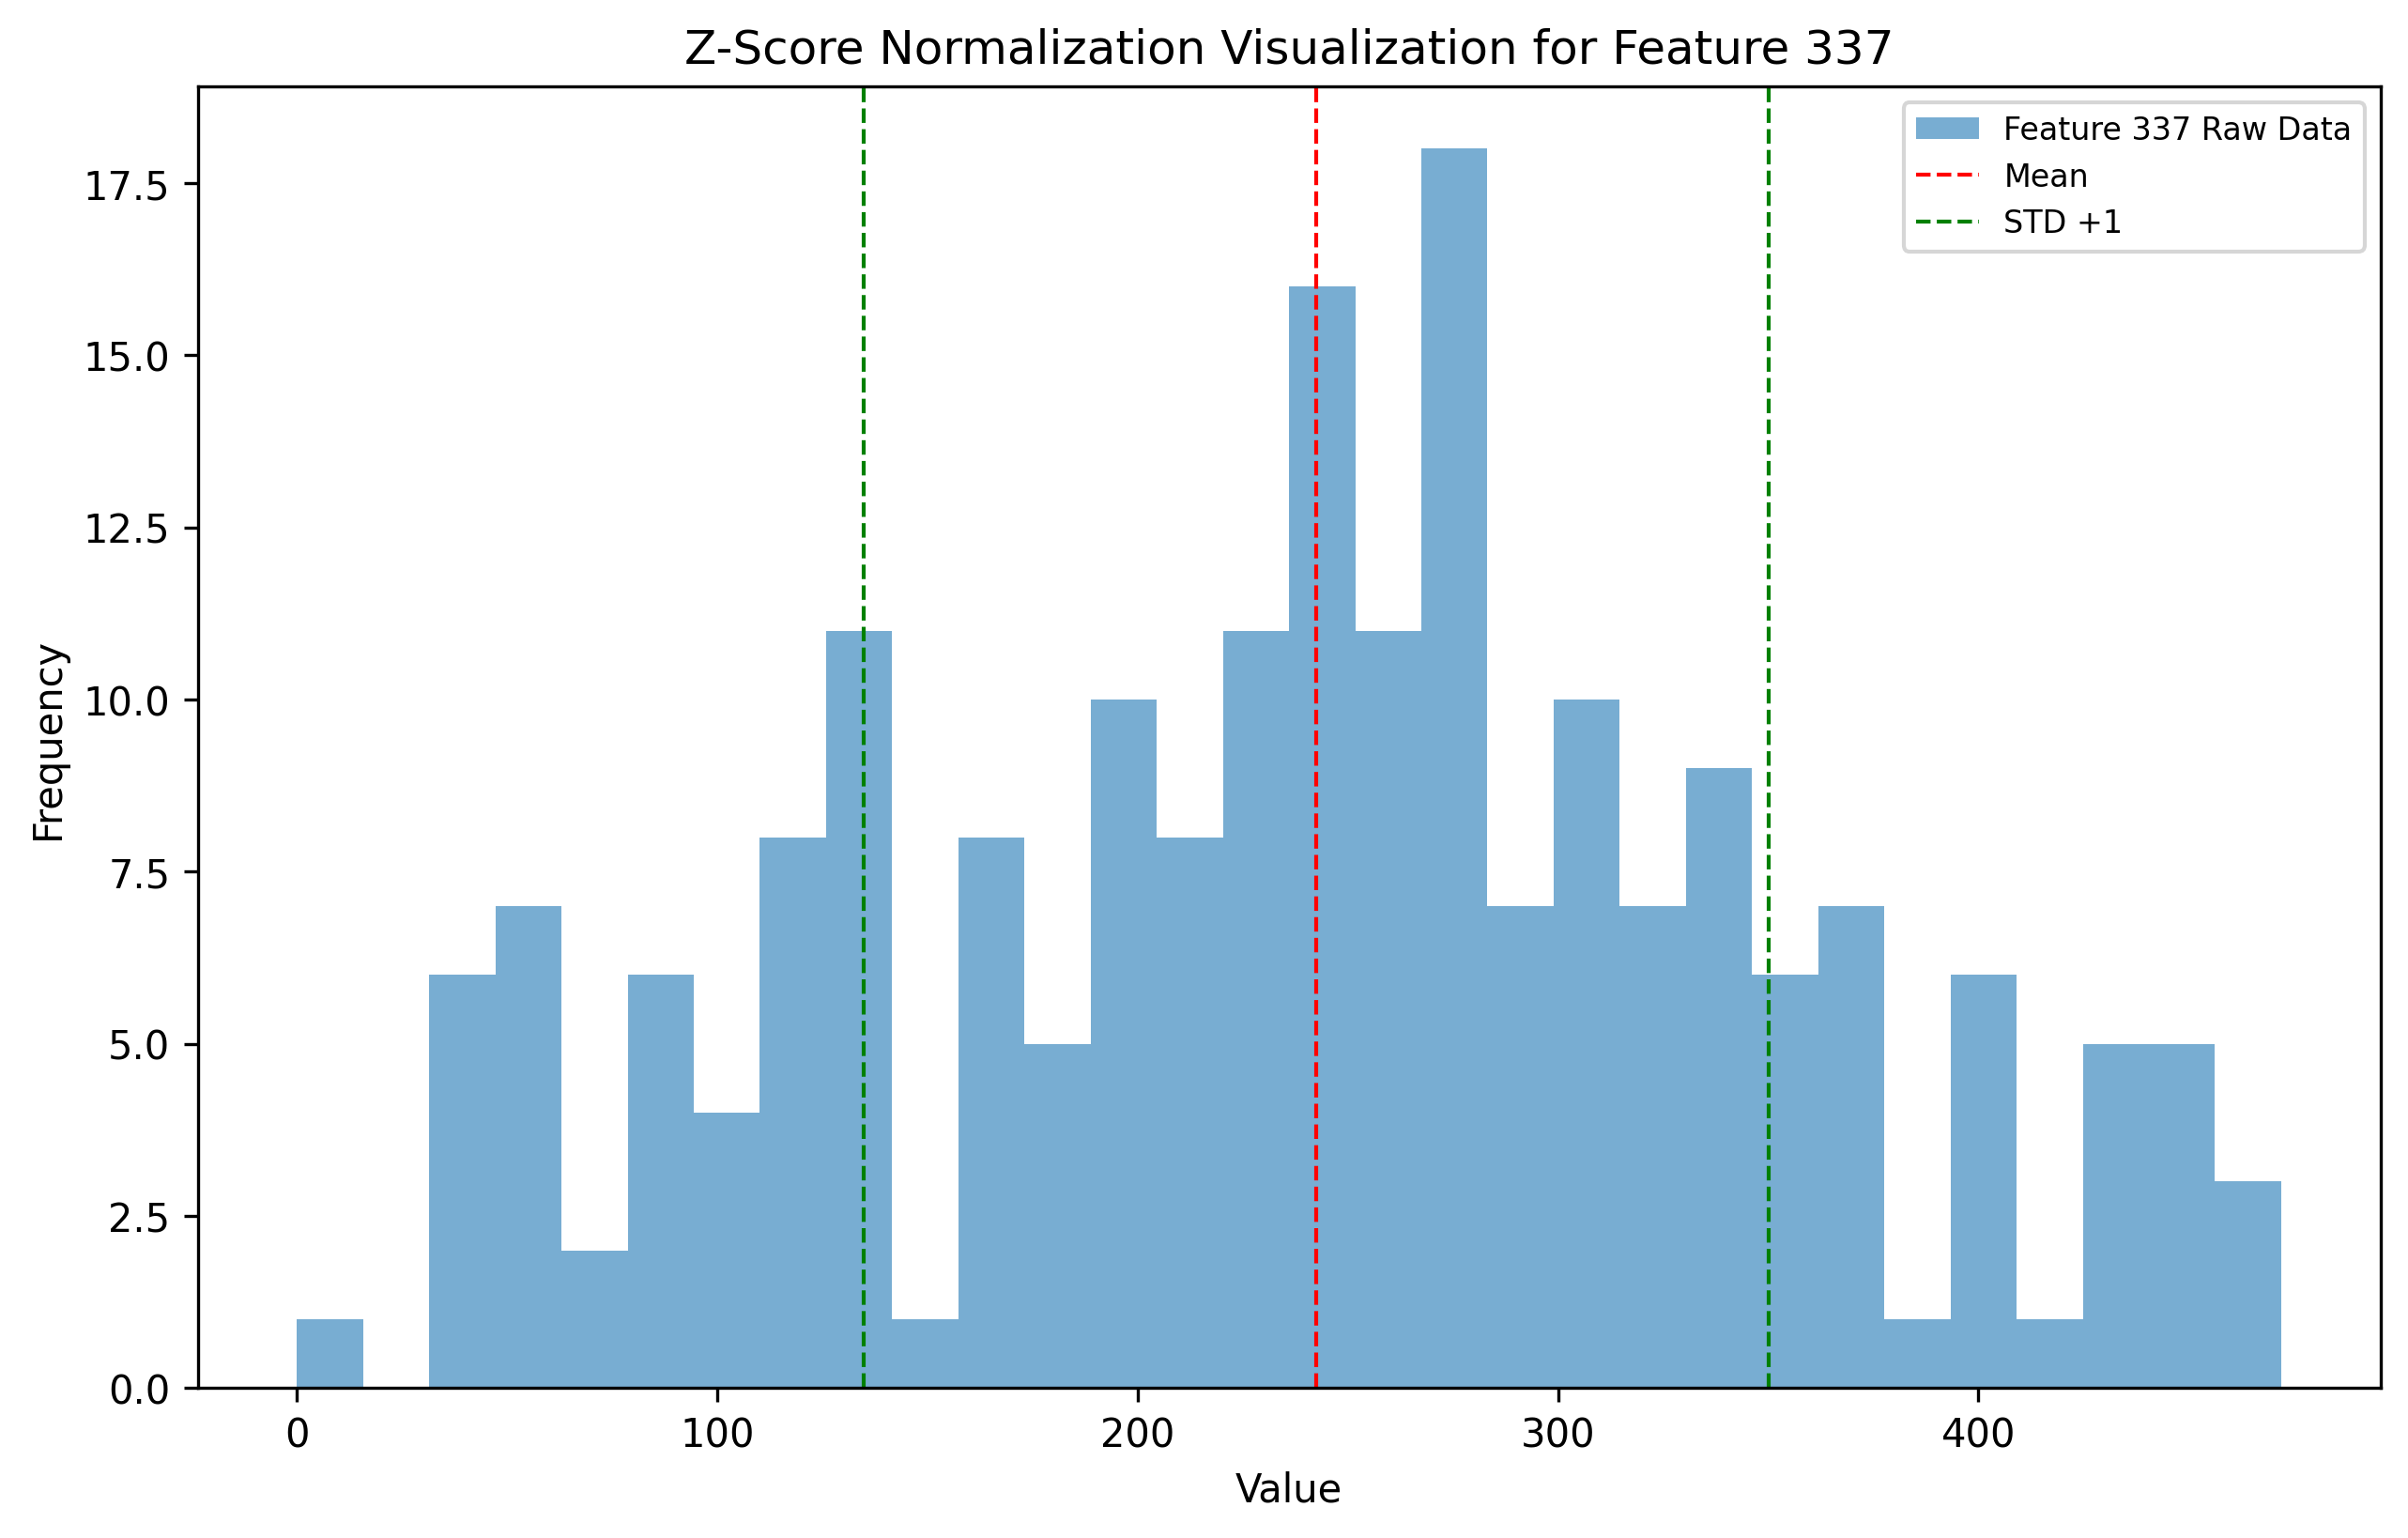 Z-Score Normalization Visualization for Feature 337
Feature 337 Raw Data
Mean
STD +1
17.5
15.0
12.5
10.0
7.5
5.0
2.5
0.0
Frequency
0 100 200 300 400
Value